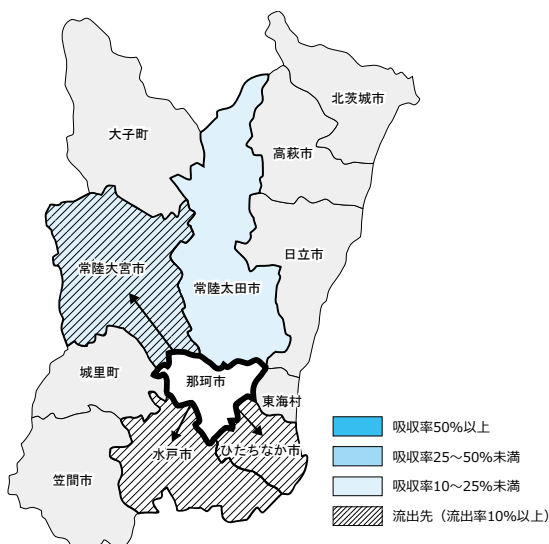 北茨城市
大子町
高萩市
日立市
常陸大宮市
常陸太田市
城里町
那珂市
東海村
水戸市
ひたちなか市
笠間市
吸収率50%以上
吸収率25～50%未満
吸収率10～25%未満
流出先（流出率10%以上）